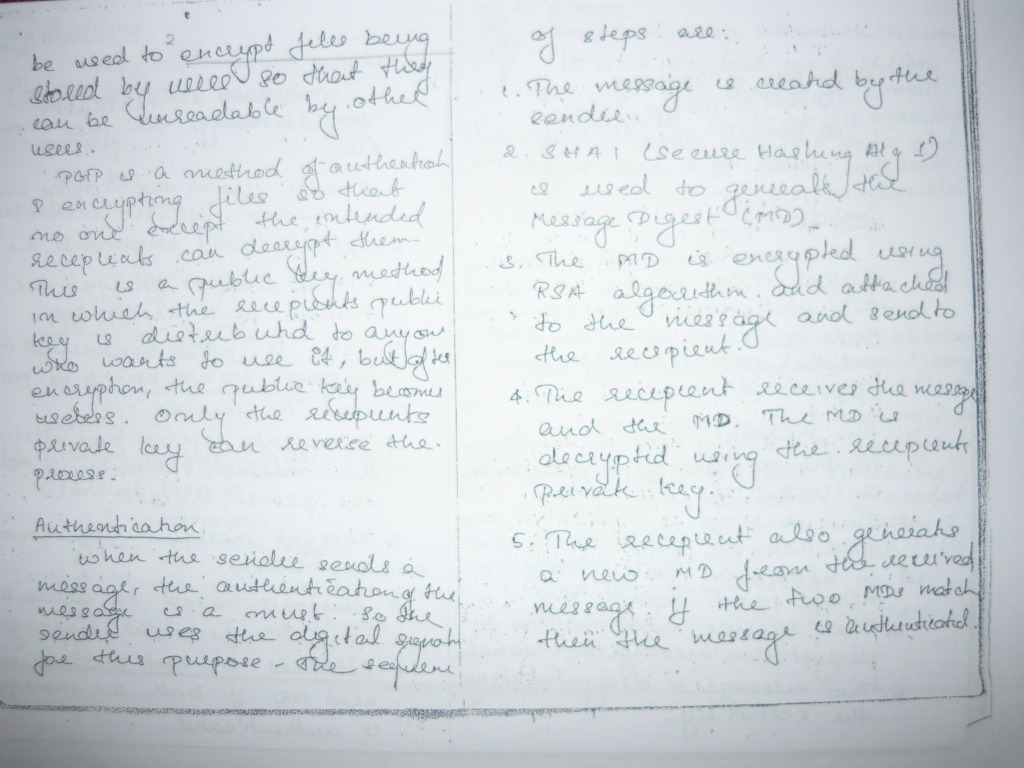 be used to encrypt files being
stored by users so that they
can be unreadable by other
users.
PGP is a method of authenticat
& encrypting files so that
no one except the intended
recepients can decrypt them
This is a public key method
in which the recepients public
key is distributed to anyone
who wants to use it, but after
encryption, the public key becomes
useless. Only the recepients
private key can reverse the
process.
Authentication
when the sender sends a
message, the authentication of the
message is a must. so the
sender uses the digital signatu
for this purpose - The sequen
of steps are:
1. The message is created by the
sender.
2 SHA1 (Secure Hashing Alg 1)
is used to generate the
Message Digest (MD).
3. The MD is encrypted using
RSA algorithm and attached
to the message and send to
the recepient.
4. The recepient receives the message
and the MD. The MD is
decrypted using the recepients
private key.
5. The recepient also generates
a new MD from the received
message if the two MDs match
then the message is authenticated.